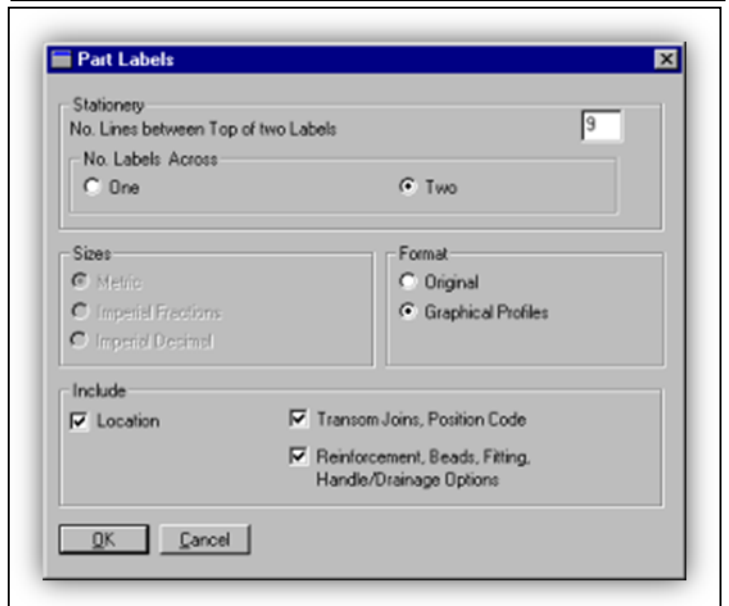 Part Labels
Stationery
No. Lines between Top of two Labels 9
No. Labels Across
One Two
Sizes Format
Metric Original
Imperial Fractions Graphical Profiles
Imperial Decimal
Include
Location Transom Joins, Position Code
Reinforcement, Beads, Fitting,
Handle/Drainage Options
OK Cancel